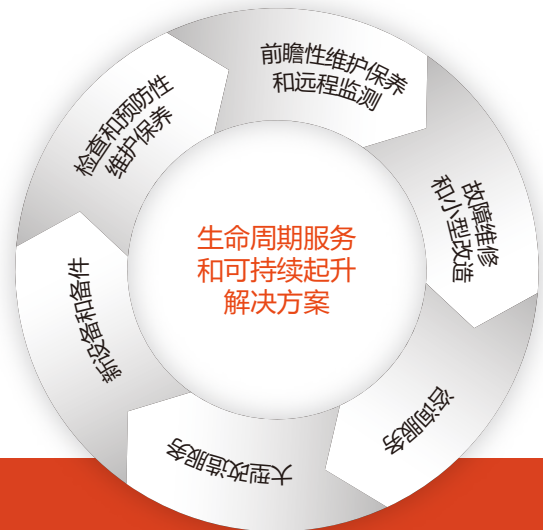 前瞻性维护保养
和远程监测
故障维修
和小型改造
咨询服务
大型改造服务
新设备和备件
检查和预防性
维护保养
生命周期服务
和可持续起升
解决方案